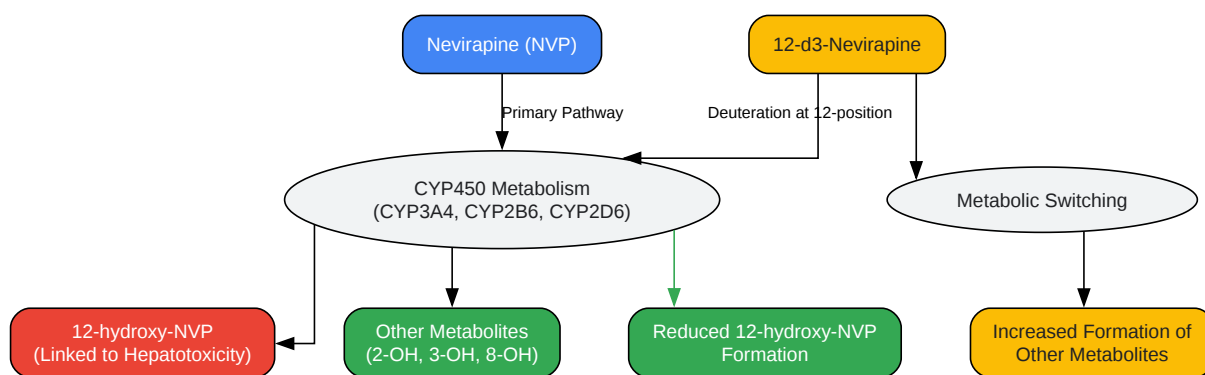 Nevirapine (NVP)
12-d3-Nevirapine
Primary Pathway
Deuteration at 12-position
CYP450 Metabolism
(CYP3A4, CYP2B6, CYP2D6)
Metabolic Switching
12-hydroxy-NVP
(Linked to Hepatotoxicity)
Other Metabolites
(2-OH, 3-OH, 8-OH)
Reduced 12-hydroxy-NVP
Formation
Increased Formation of
Other Metabolites